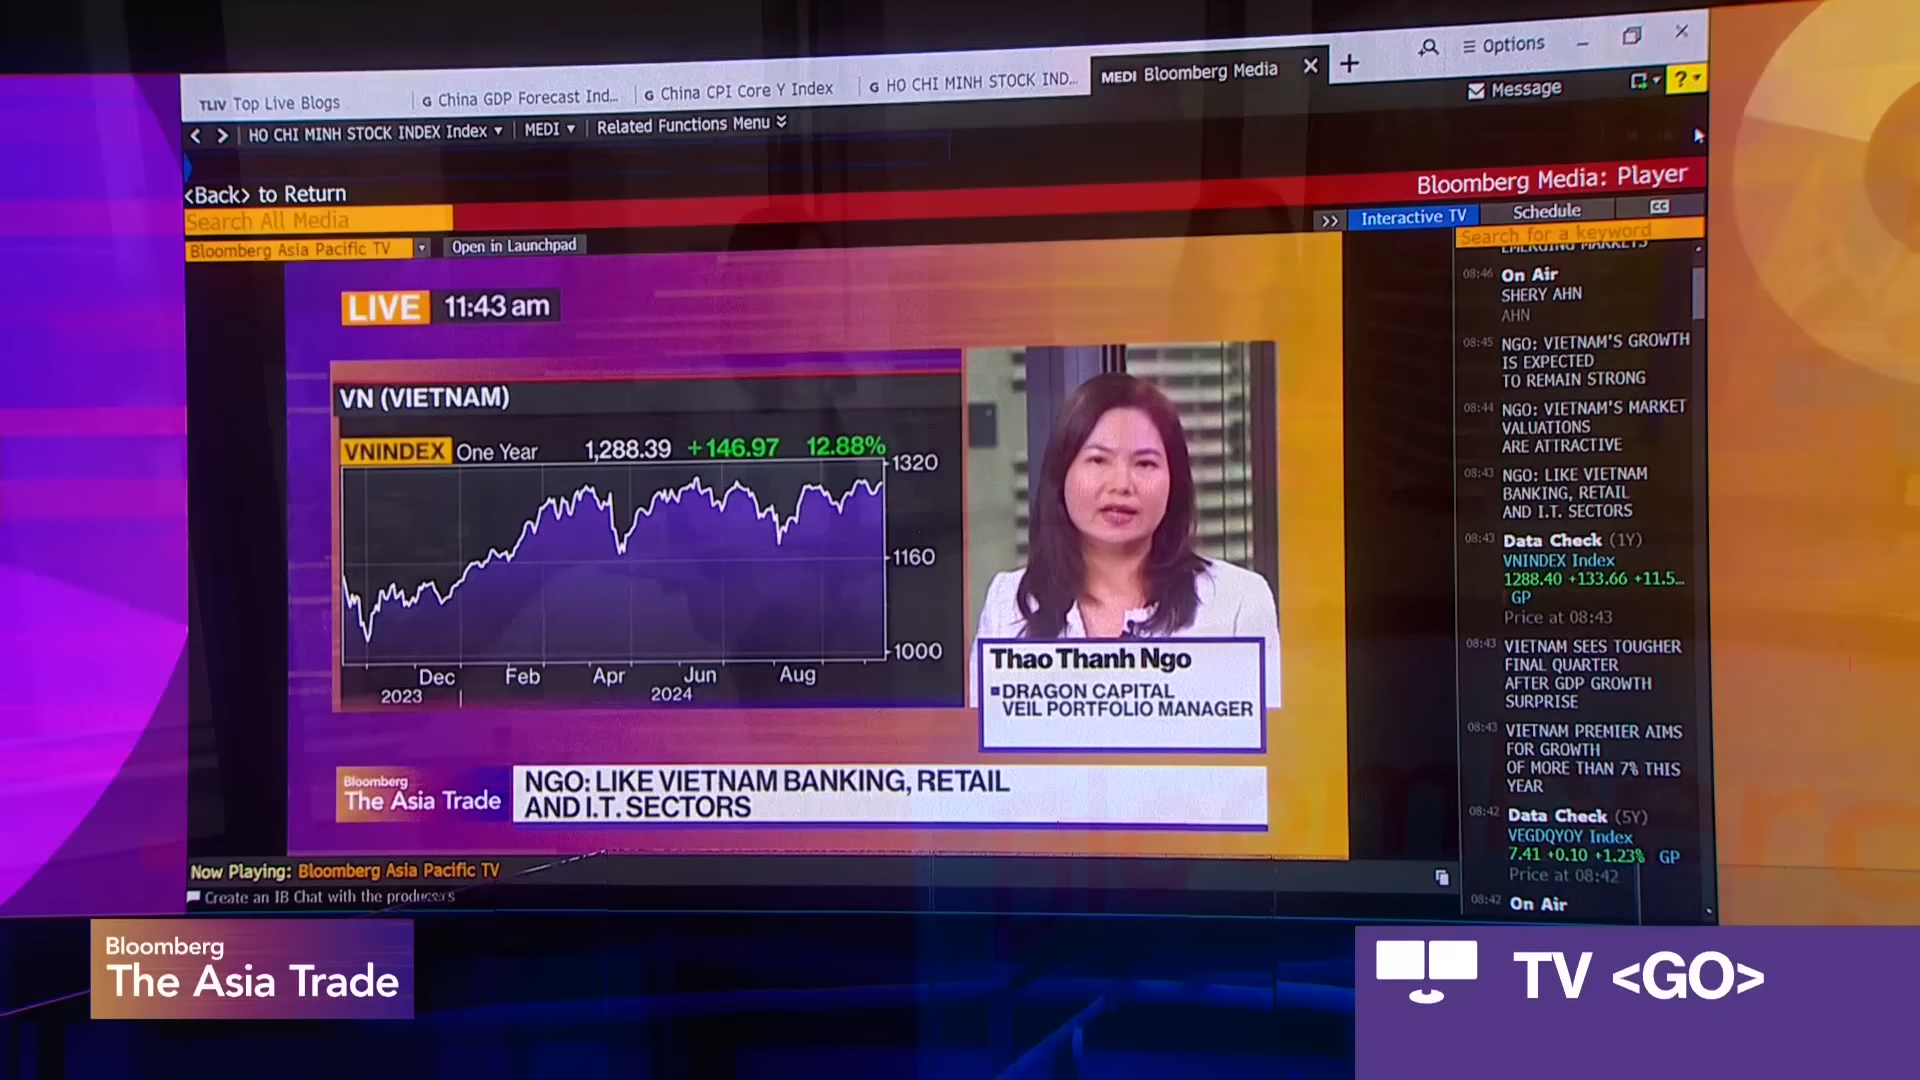 TLIV Top Live Blogs
G China GDP Forecast Ind...
G China CPI Core Y Index
G HO CHI MINH STOCK IND...
MEDI Bloomberg Media
Options
HO CHI MINH STOCK INDEX Index
MEDI
Related Functions Menu
Message
?
<Back> to Return
Bloomberg Media: Player
Search All Media
Interactive TV
Schedule
CC
Bloomberg Asia Pacific TV
Open in Launchpad
Search for a keyword
LIVE 11:43 am
VN (VIETNAM)
VNINDEX One Year 1,288.39 +146.97 12.88%
1320
1160
1000
Dec Feb Apr Jun Aug
2023 2024
Thao Thanh Ngo
DRAGON CAPITAL
VEIL PORTFOLIO MANAGER
Bloomberg
The Asia Trade
NGO: LIKE VIETNAM BANKING, RETAIL
AND I.T. SECTORS
EMERGING MARKETS
08:46 On Air
SHERY AHN
AHN
08:45 NGO: VIETNAM'S GROWTH
IS EXPECTED
TO REMAIN STRONG
08:44 NGO: VIETNAM'S MARKET
VALUATIONS
ARE ATTRACTIVE
08:43 NGO: LIKE VIETNAM
BANKING, RETAIL
AND I.T. SECTORS
08:43 Data Check (1Y)
VNINDEX Index
1288.40 +133.66 +11.5...
GP
Price at 08:43
08:43 VIETNAM SEES TOUGHER
FINAL QUARTER
AFTER GDP GROWTH
SURPRISE
08:43 VIETNAM PREMIER AIMS
FOR GROWTH
OF MORE THAN 7% THIS
YEAR
08:42 Data Check (5Y)
VEGDQYOY Index
7.41 +0.10 +1.23% GP
Price at 08:42
08:42 On Air
Now Playing: Bloomberg Asia Pacific TV
Create an IB Chat with the producers
Bloomberg
The Asia Trade
TV <GO>